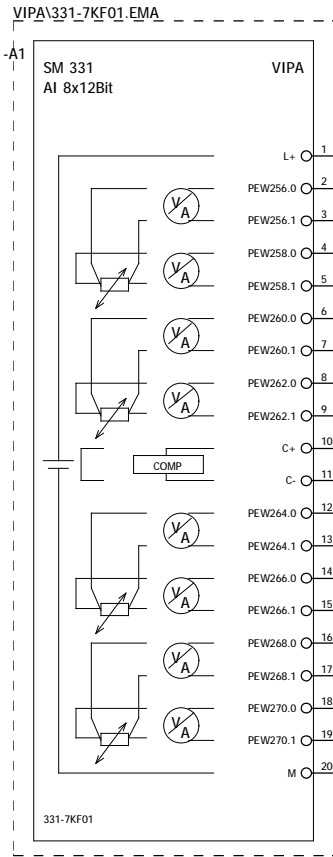 VIPA\331-7KF01.EMA
-A1
SM 331 VIPA
AI 8x12Bit
L+ 1
PEW256.0 2
V A
PEW256.1 3
PEW258.0 4
V A
PEW258.1 5
PEW260.0 6
V A
PEW260.1 7
PEW262.0 8
V A
PEW262.1 9
C+ 10
COMP
C- 11
PEW264.0 12
V A
PEW264.1 13
PEW266.0 14
V A
PEW266.1 15
PEW268.0 16
V A
PEW268.1 17
PEW270.0 18
V A
PEW270.1 19
M 20
331-7KF01